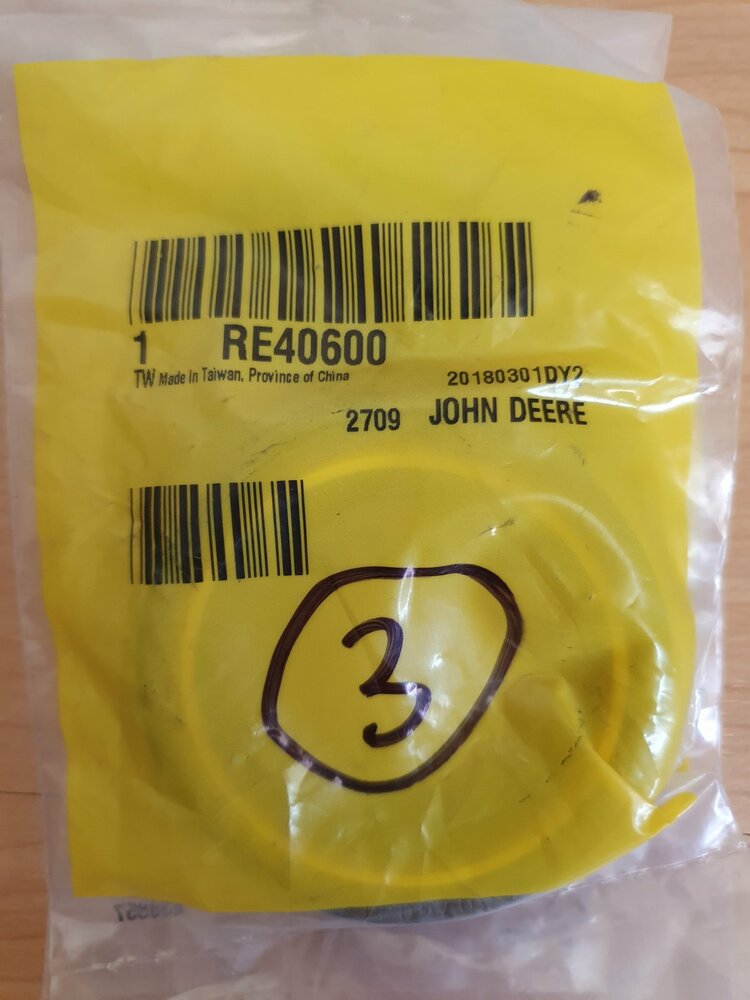 1 RE40600
TW Made In Taiwan, Province of China 20180301DY2
2709 JOHN DEERE
3